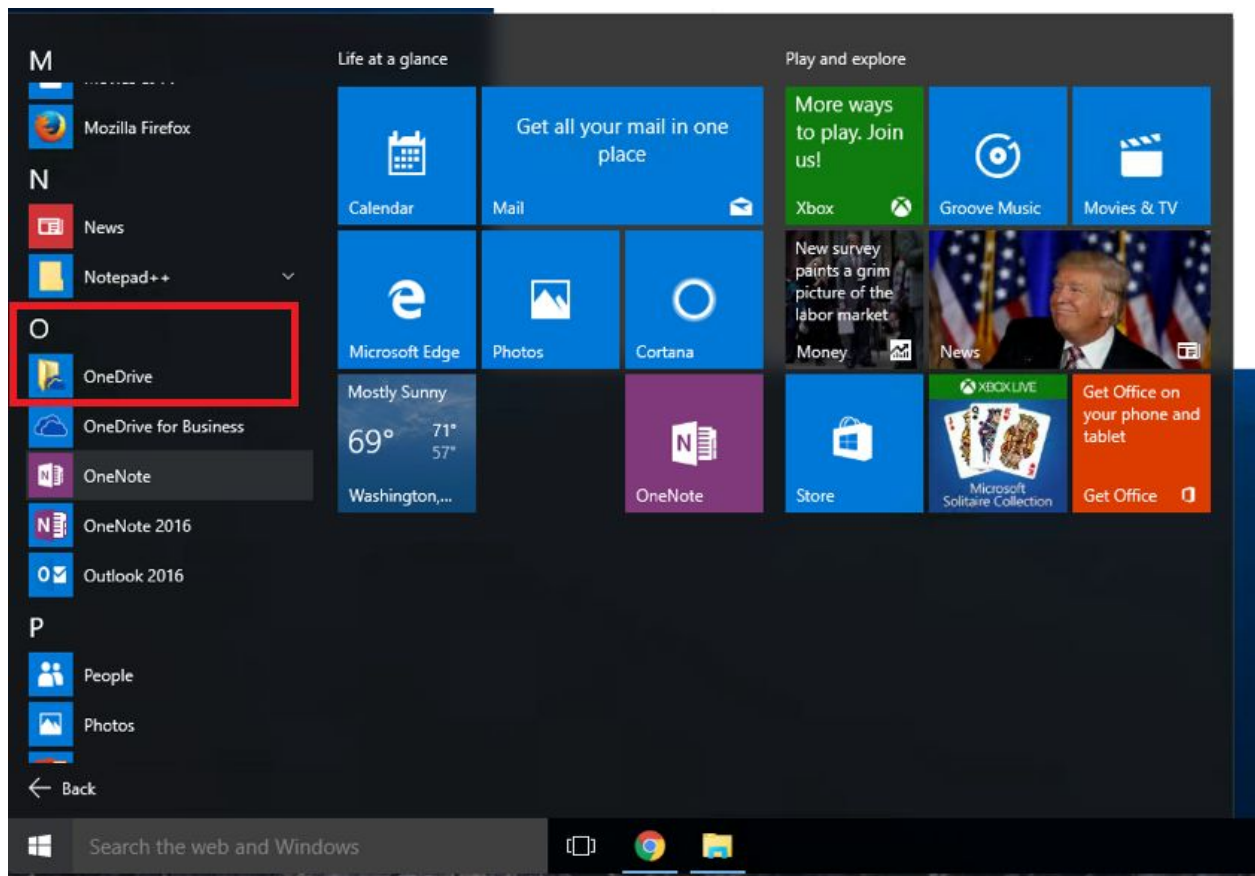 M
Mozilla Firefox
N
News
Notepad++
O
OneDrive
OneDrive for Business
OneNote
OneNote 2016
Outlook 2016
P
People
Photos
Back
Search the web and Windows
Life at a glance
Calendar
Get all your mail in one
place
Mail
Microsoft Edge
Photos
Cortana
Mostly Sunny
69° 71°
57°
Washington,...
OneNote
Play and explore
More ways
to play. Join
us!
Xbox
Groove Music
Movies & TV
New survey
paints a grim
picture of the
labor market
Money
News
Store
XBOX LIVE
Microsoft
Solitaire Collection
Get Office on
your phone and
tablet
Get Office